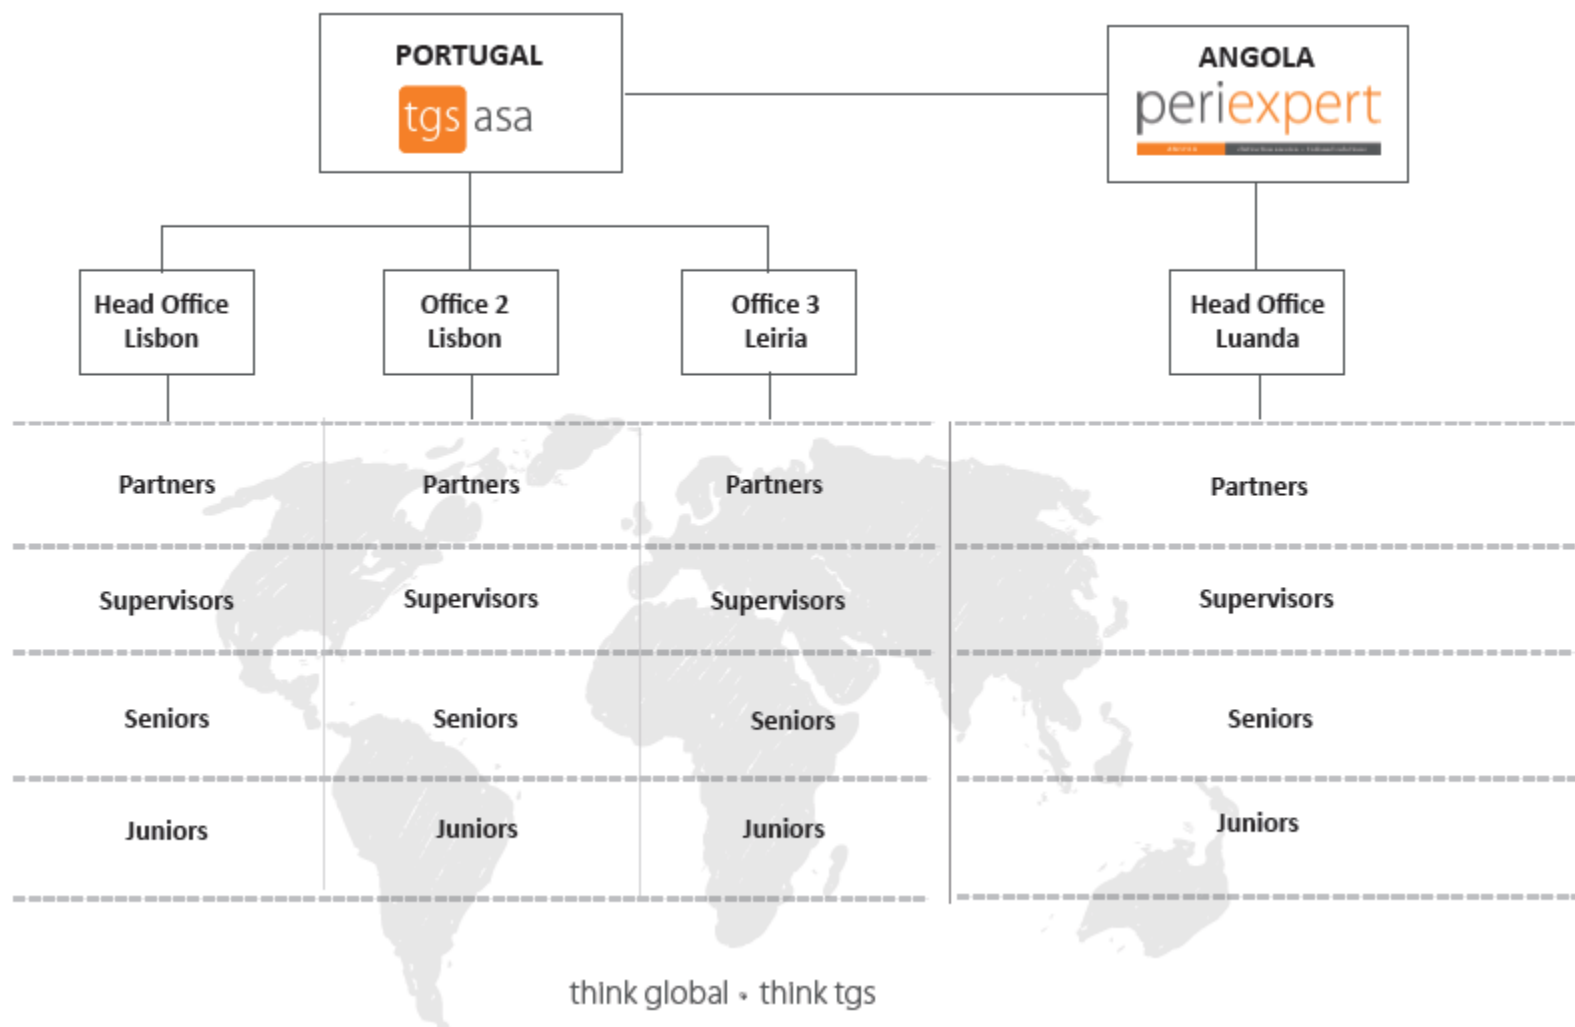 PORTUGAL
tgs asa
ANGOLA
periexpert
ANGOLA
Head Office
Lisbon
Office 2
Lisbon
Office 3
Leiria
Head Office
Luanda
Partners
Partners
Partners
Partners
Supervisors
Supervisors
Supervisors
Supervisors
Seniors
Seniors
Seniors
Seniors
Juniors
Juniors
Juniors
Juniors
think global • think tgs